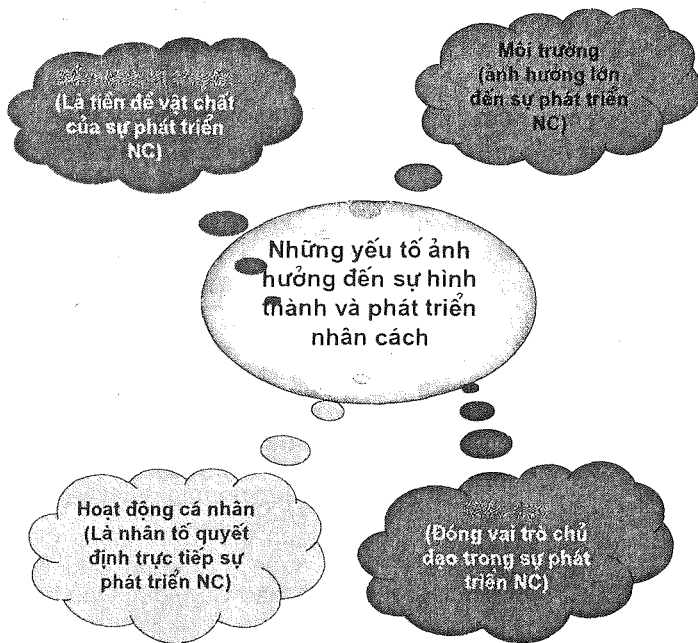 (Là tiền đề vật chất
của sự phát triển
NC)
Môi trường
(ảnh hưởng lớn
đến sự phát triển
NC)
Những yếu tố ảnh
hưởng đến sự hình
thành và phát triển
nhân cách
Hoạt động cá nhân
(Là nhân tố quyết
định trực tiếp sự
phát triển NC)
(Đóng vai trò chủ
đạo trong sự phát
triển NC)